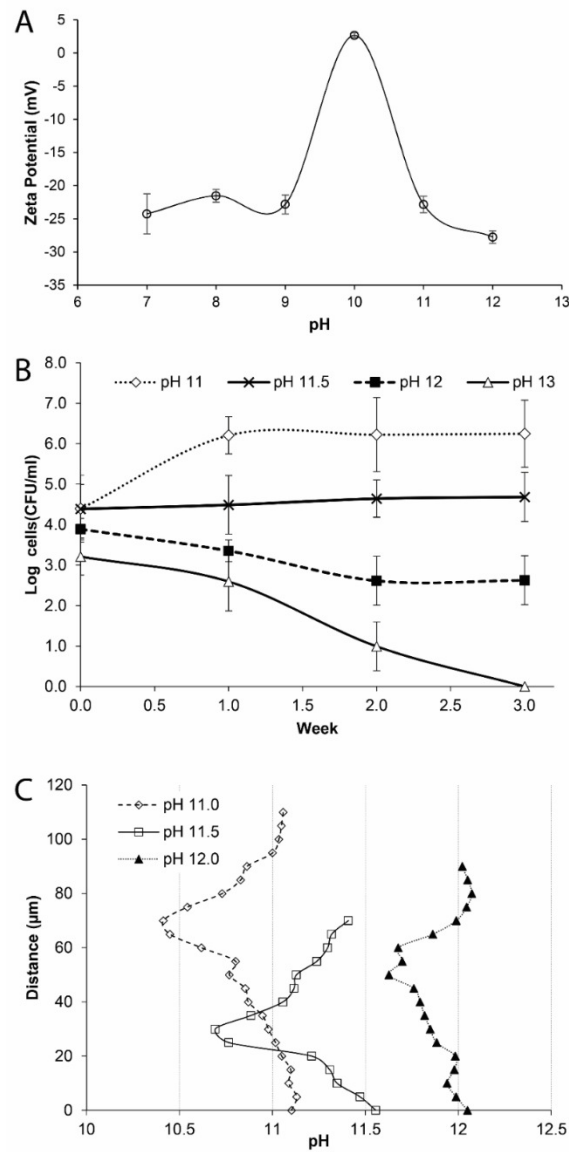 A
Zeta Potential (mV)
5
0
-5
-10
-15
-20
-25
-30
-35
6 7 8 9 10 11 12 13
pH
B
pH 11 pH 11.5 pH 12 pH 13
Log cells(CFU/ml)
8.0
7.0
6.0
5.0
4.0
3.0
2.0
1.0
0.0
0.0 0.5 1.0 1.5 2.0 2.5 3.0
Week
C
pH 11.0
pH 11.5
pH 12.0
Distance (µm)
120
100
80
60
40
20
0
10 10.5 11 11.5 12 12.5
pH